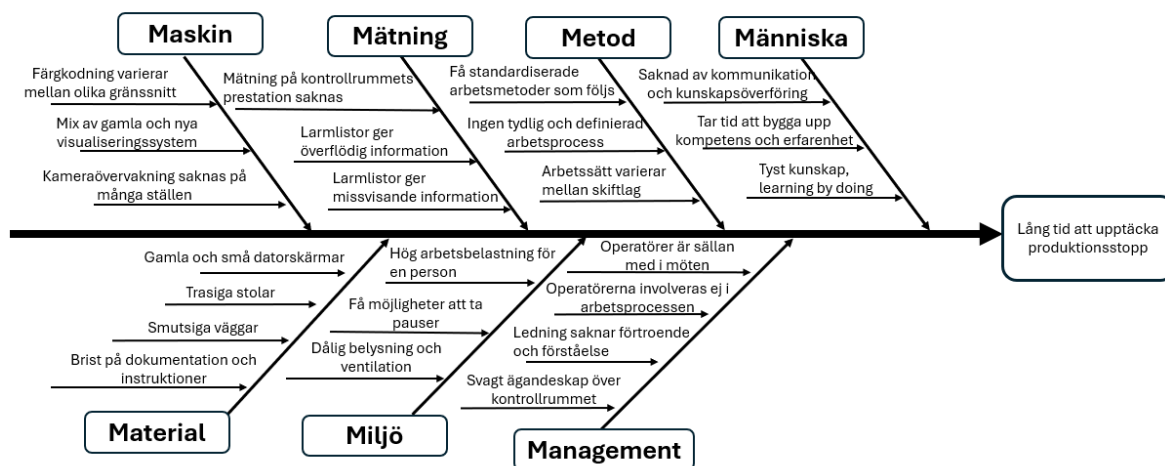 Maskin
Färgkodning varierar
mellan olika gränssnitt
Mix av gamla och nya
visualiseringssystem
Kameraövervakning saknas på
många ställen
Mätning
Mätning på kontrollrummets
prestation saknas
Larmlistor ger
överflödig information
Larmlistor ger
missvisande information
Metod
Få standardiserade
arbetsmetoder som följs
Ingen tydlig och definierad
arbetsprocess
Arbetssätt varierar
mellan skiftlag
Människa
Saknad av kommunikation
och kunskapsöverföring
Tar tid att bygga upp
kompetens och erfarenhet
Tyst kunskap,
learning by doing
Lång tid att upptäcka
produktionsstopp
Gamla och små datorskärmar
Trasiga stolar
Smutsiga väggar
Brist på dokumentation och
instruktioner
Material
Hög arbetsbelastning för
en person
Få möjligheter att ta
pauser
Dålig belysning och
ventilation
Miljö
Operatörer är sällan
med i möten
Operatörerna involveras ej i
arbetsprocessen
Ledning saknar förtroende
och förståelse
Svagt ägandeskap över
kontrollrummet
Management